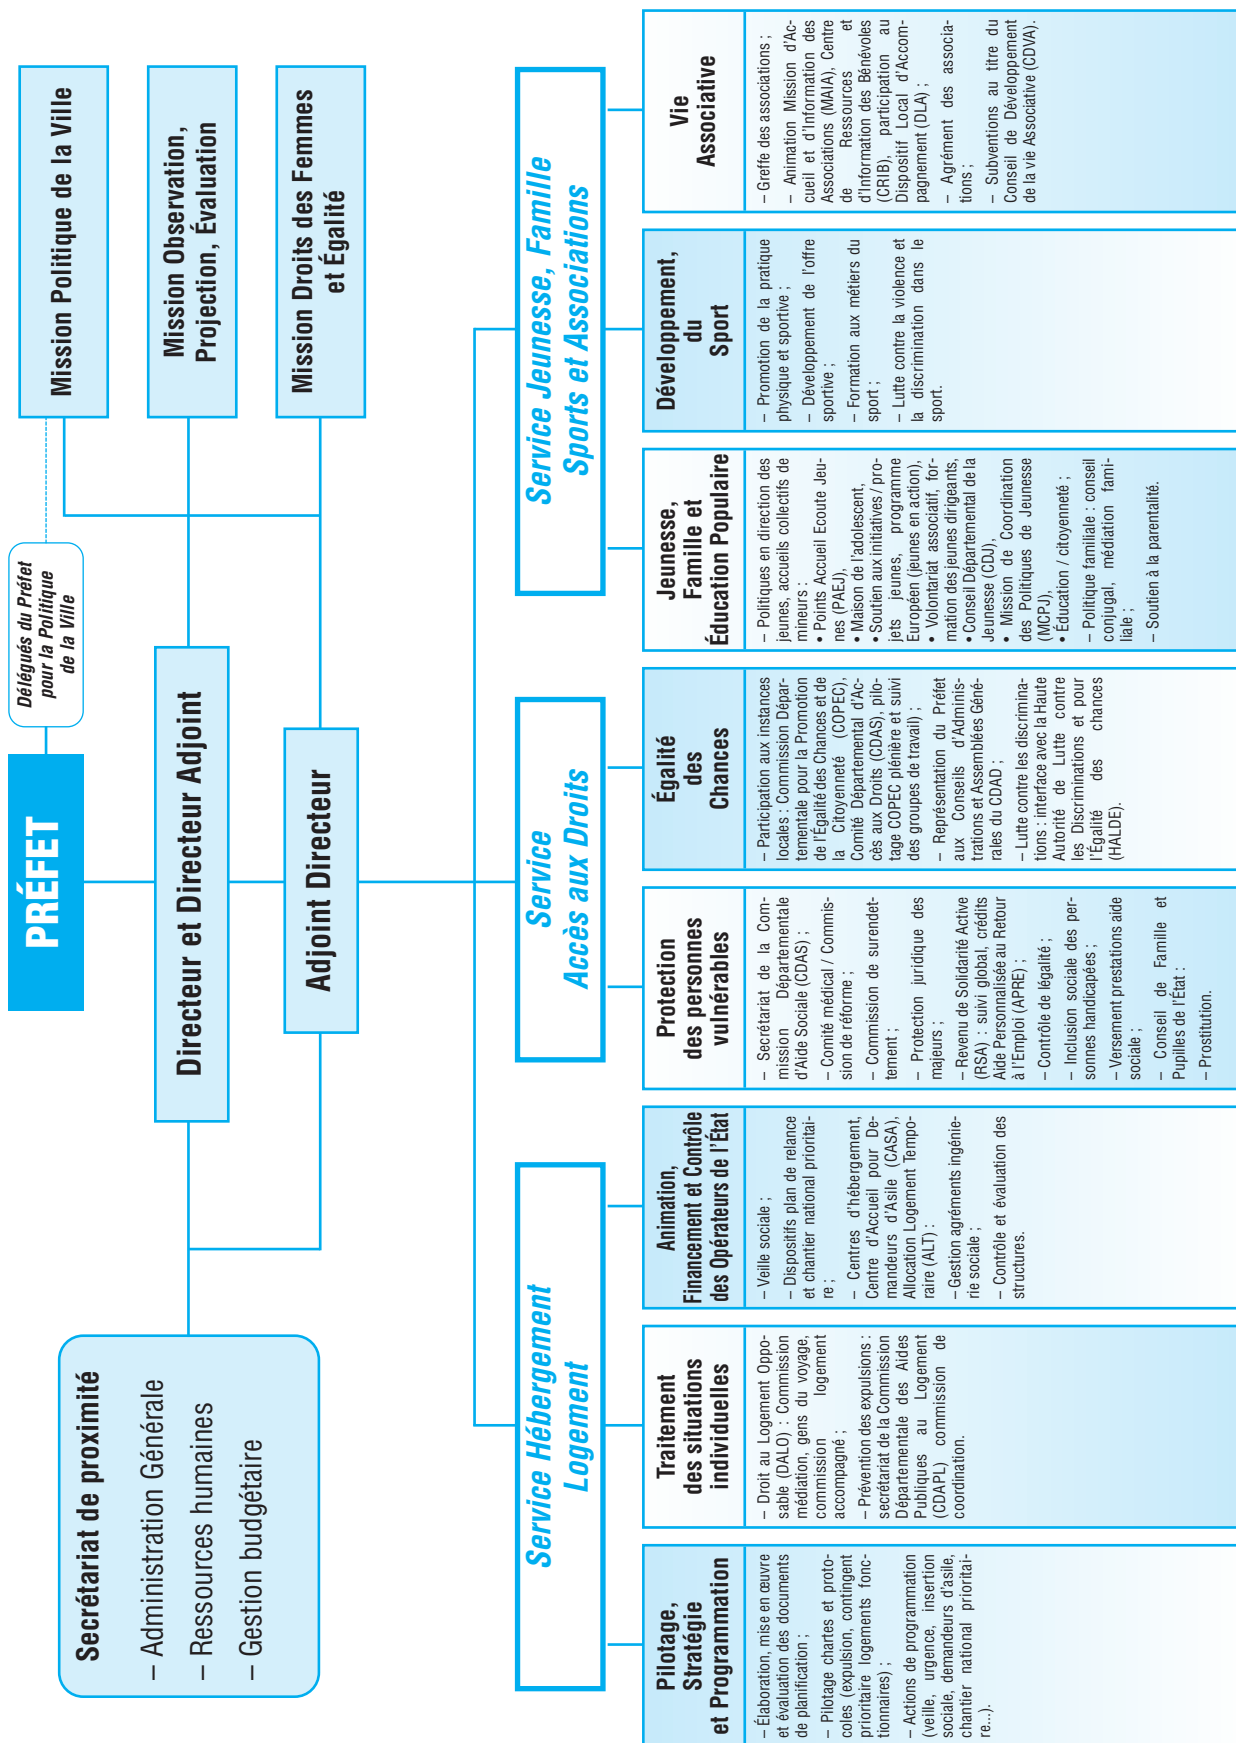 PRÉFET
Délégués du Préfet
pour la Politique
de la Ville
Mission Politique de la Ville
Directeur et Directeur Adjoint
Mission Observation,
Projection, Évaluation
Adjoint Directeur
Mission Droits des Femmes
et Égalité
Secrétariat de proximité
– Administration Générale
– Ressources humaines
– Gestion budgétaire
Service Hébergement
Logement
Service
Accès aux Droits
Service Jeunesse, Famille
Sports et Associations
Pilotage,
Stratégie
et Programmation
– Élaboration, mise en œuvre
et évaluation des documents
de planification ;
– Pilotage chartes et proto-
coles (expulsion, contingent
prioritaire logements fonc-
tionnaires) ;
– Actions de programmation
(veille, urgence, insertion
sociale, demandeurs d'asile,
chantier national prioritai-
re...).
Traitement
des situations
individuelles
– Droit au Logement Oppo-
sable (DALO) : Commission
médiation, gens du voyage,
commission logement
accompagné ;
– Prévention des expulsions :
secrétariat de la Commission
Départementale des Aides
Publiques au Logement
(CDAPL) commission de
coordination.
Animation,
Financement et Contrôle
des Opérateurs de l'État
– Veille sociale ;
– Dispositifs plan de relance
et chantier national prioritai-
re ;
– Centres d'hébergement,
Centre d'Accueil pour De-
mandeurs d'Asile (CASA),
Allocation Logement Tempo-
raire (ALT) :
– Gestion agréments ingénie-
rie sociale ;
– Contrôle et évaluation des
structures.
Protection
des personnes
vulnérables
– Secrétariat de la Com-
mission Départementale
d'Aide Sociale (CDAS) ;
– Comité médical / Commis-
sion de réforme ;
– Commission de surendet-
tement ;
– Protection juridique des
majeurs ;
– Revenu de Solidarité Active
(RSA) : suivi global, crédits
Aide Personnalisée au Retour
à l'Emploi (APRE) ;
– Contrôle de légalité ;
– Inclusion sociale des per-
sonnes handicapées ;
– Versement prestations aide
sociale ;
– Conseil de Famille et
Pupilles de l'État :
– Prostitution.
Égalité
des
Chances
– Participation aux instances
locales : Commission Dépar-
tementale pour la Promotion
de l'Égalité des Chances et de
la Citoyenneté (COPEC),
Comité Départemental d'Ac-
cès aux Droits (CDAS), pilo-
tage COPEC plénière et suivi
des groupes de travail) ;
– Représentation du Préfet
aux Conseils d'Adminis-
trations et Assemblées Géné-
rales du CDAD ;
– Lutte contre les discrimina-
tions : interface avec la Haute
Autorité de Lutte contre
les Discriminations et pour
l'Égalité des chances
(HALDE).
Jeunesse,
Famille et
Éducation Populaire
– Politiques en direction des
jeunes, accueils collectifs de
mineurs :
• Points Accueil Ecoute Jeu-
nes (PAEJ),
• Maison de l'adolescent,
• Soutien aux initiatives / pro-
jets jeunes, programme
Européen (jeunes en action),
• Volontariat associatif, for-
mation des jeunes dirigeants,
• Conseil Départemental de la
Jeunesse (CDJ),
• Mission de Coordination
des Politiques de Jeunesse
(MCPJ),
• Éducation / citoyenneté ;
– Politique familiale : conseil
conjugal, médiation fami-
liale ;
– Soutien à la parentalité.
Développement,
du
Sport
– Promotion de la pratique
physique et sportive ;
– Développement de l'offre
sportive ;
– Formation aux métiers du
sport ;
– Lutte contre la violence et
la discrimination dans le
sport.
Vie
Associative
– Greffe des associations ;
– Animation Mission d'Ac-
cueil et d'Information des
Associations (MAIA), Centre
de Ressources et
d'Information des Bénévoles
(CRIB), participation au
Dispositif Local d'Accom-
pagnement (DLA) ;
– Agrément des associa-
tions ;
– Subventions au titre du
Conseil de Développement
de la vie Associative (CDVA).